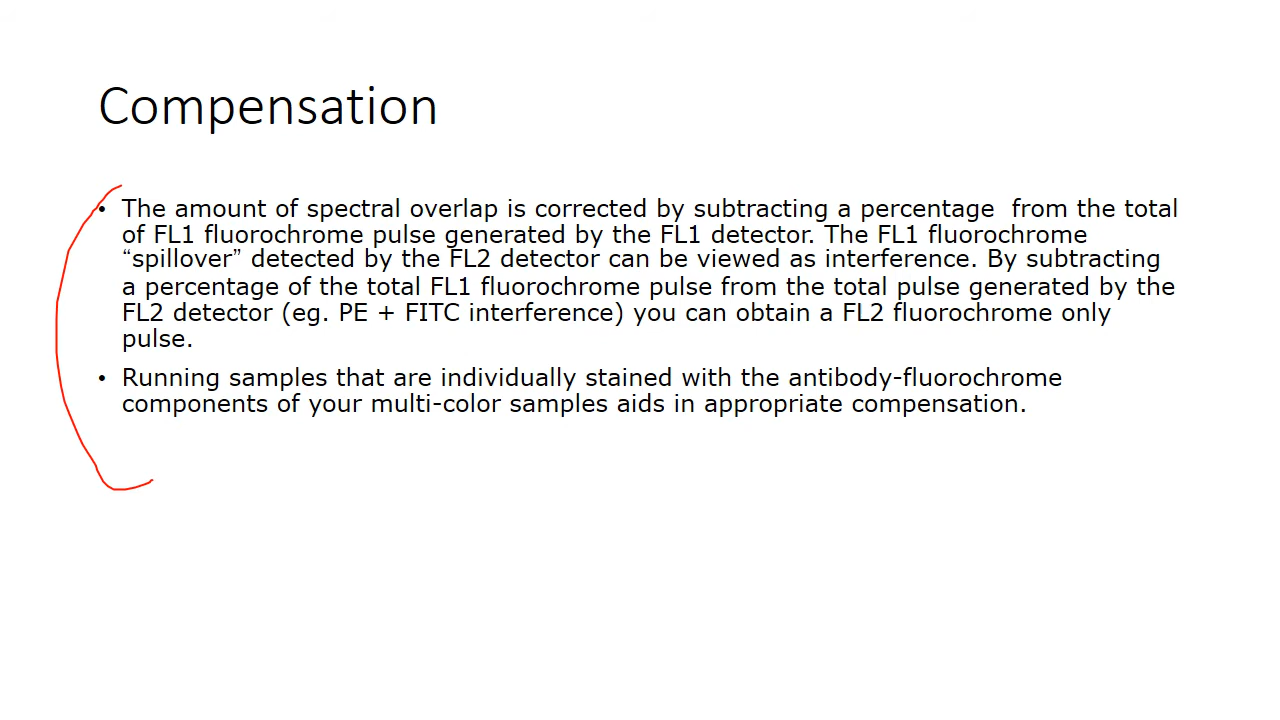 Compensation
• The amount of spectral overlap is corrected by subtracting a percentage  from the total
of FL1 fluorochrome pulse generated by the FL1 detector. The FL1 fluorochrome
“spillover” detected by the FL2 detector can be viewed as interference. By subtracting
a percentage of the total FL1 fluorochrome pulse from the total pulse generated by the
FL2 detector (eg. PE + FITC interference) you can obtain a FL2 fluorochrome only
pulse.
• Running samples that are individually stained with the antibody-fluorochrome
components of your multi-color samples aids in appropriate compensation.